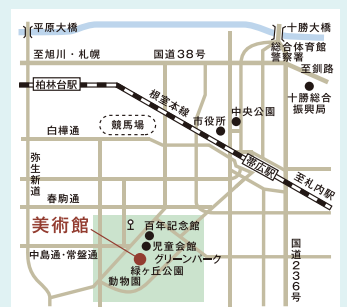 平原大橋
十勝大橋
総合体育館
警察署
至旭川・札幌
国道38号
至釧路
柏林台駅
十勝総合
振興局
根室本線
中央公園
市役所
競馬場
白樺通
帯広駅
弥生新道
至札内駅
春駒通
美術館
百年記念館
児童会館
グリーンパーク
緑ヶ丘公園
動物園
中島通・常盤通
国道236号